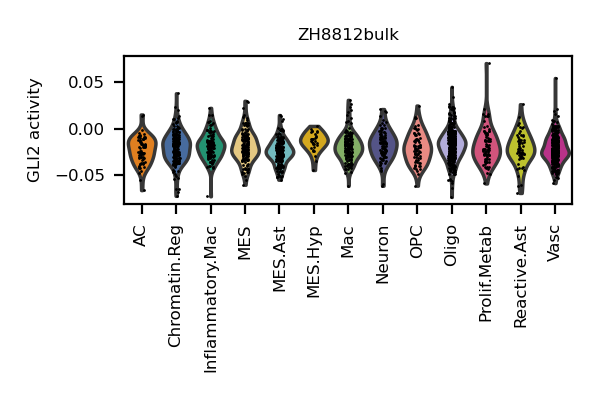 ZH8812bulk
GLI2 activity
0.05
0.00
−0.05
AC
Chromatin.Reg
Inflammatory.Mac
MES
MES.Ast
MES.Hyp
Mac
Neuron
OPC
Oligo
Prolif.Metab
Reactive.Ast
Vasc